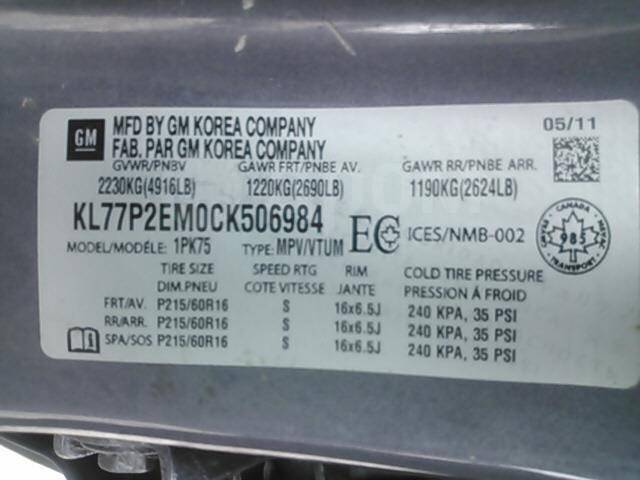 GM
MFD BY GM KOREA COMPANY
FAB. PAR GM KOREA COMPANY
05/11
GVWR/PNBV GAWR FRT/PNBE AV. GAWR RR/PNBE ARR.
2230KG(4916LB) 1220KG(2690LB) 1190KG(2624LB)
KL77P2EM0CK506984
EC ICES/NMB-002
MODEL/MODÉLE: 1PK75 TYPE: MPV/VTUM
CANADA
985
TRANSPORT
TIRE SIZE SPEED RTG RIM COLD TIRE PRESSURE
DIM.PNEU COTE VITESSE JANTE PRESSION Á FROID
FRT/AV. P215/60R16 S 16x6.5J 240 KPA, 35 PSI
RR/ARR. P215/60R16 S 16x6.5J 240 KPA, 35 PSI
SPA/SOS P215/60R16 S 16x6.5J 240 KPA, 35 PSI